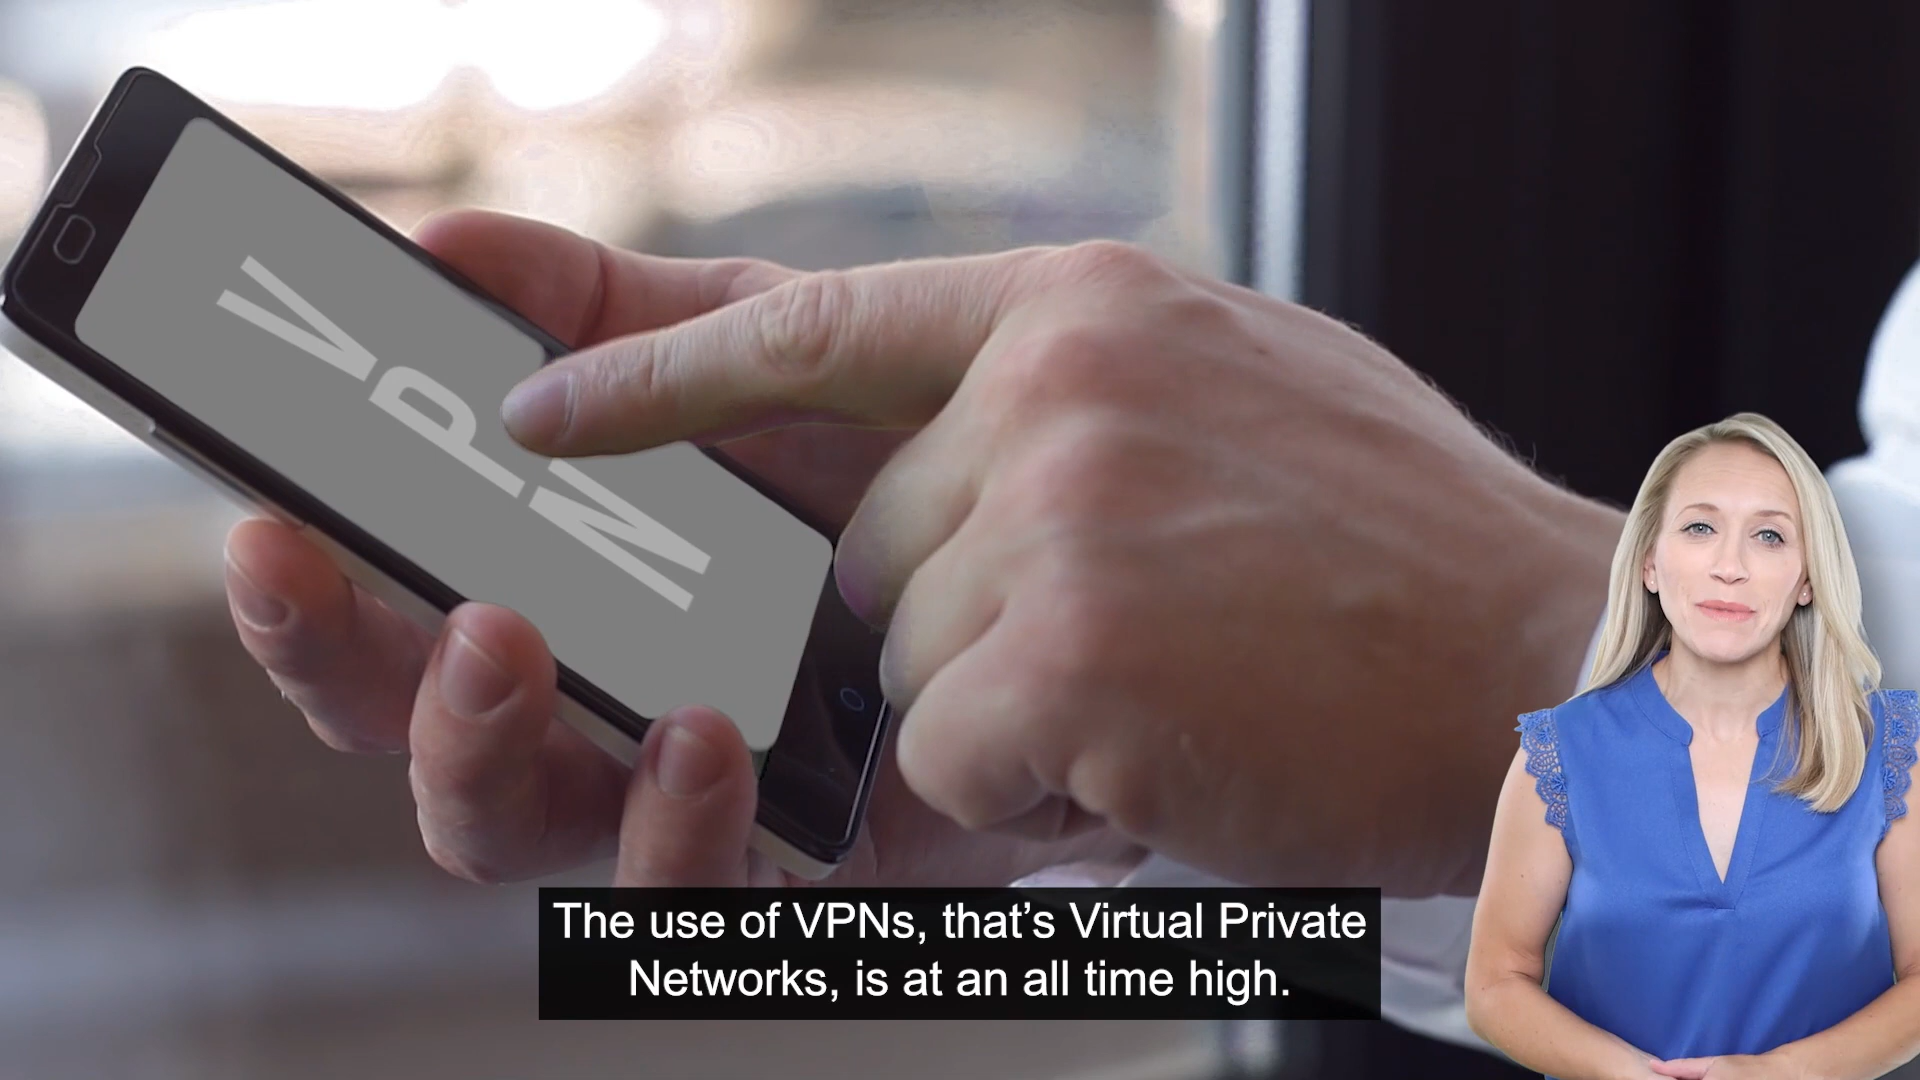 VPN
The use of VPNs, that’s Virtual Private
Networks, is at an all time high.